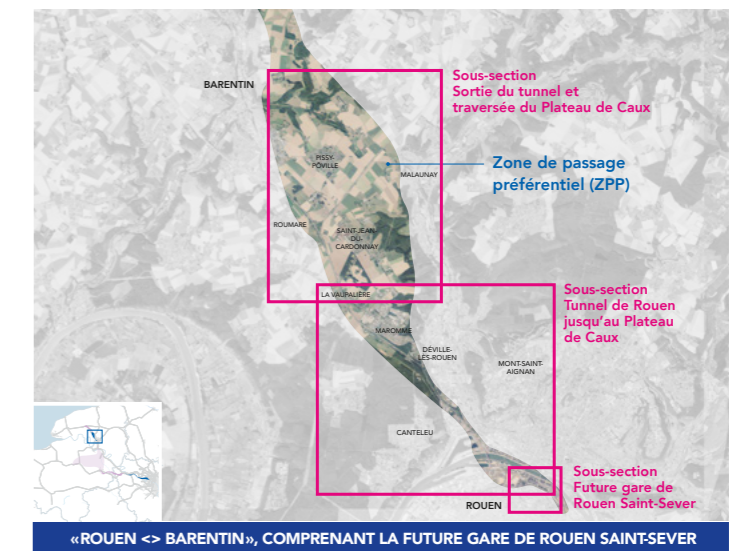 BARENTIN
Sous-section
Sortie du tunnel et
traversée du Plateau de Caux
PISSY-
PÔVILLE
Zone de passage
préférentiel (ZPP)
MALAUNAY
ROUMARE
SAINT-JEAN
DU-
CARDONNAY
LA VAUPALIÈRE
Sous-section
Tunnel de Rouen
jusqu'au Plateau
de Caux
MAROMME
DÉVILLE-
LÈS-ROUEN
MONT-SAINT-
AIGNAN
CANTELEU
Sous-section
Future gare de
Rouen Saint-Sever
ROUEN
«ROUEN <> BARENTIN», COMPRENANT LA FUTURE GARE DE ROUEN SAINT-SEVER